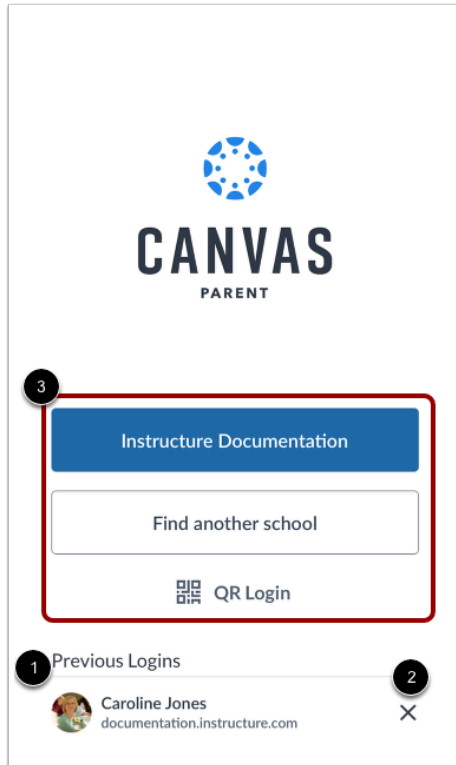 CANVAS
PARENT
3
Instructure Documentation
Find another school
QR Login
1
Previous Logins
2
Caroline Jones
documentation.instructure.com